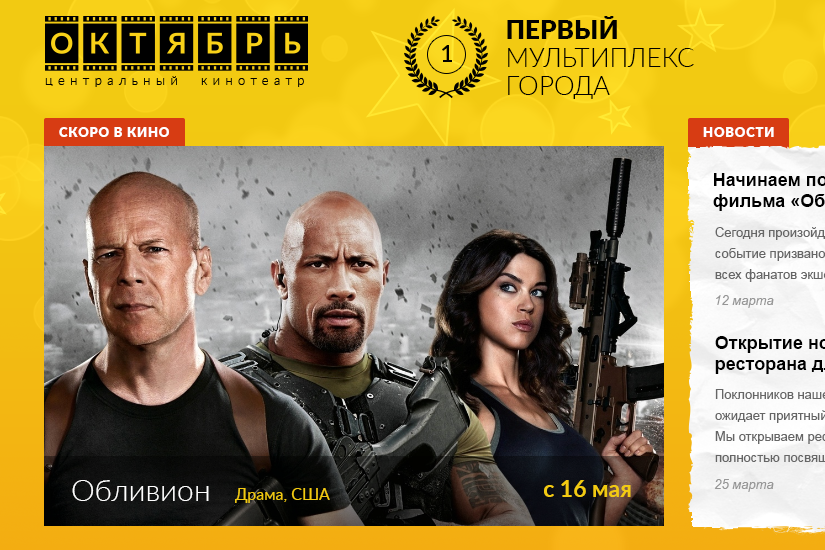 ОКТЯБРЬ
центральный кинотеатр
1
ПЕРВЫЙ
МУЛЬТИПЛЕКС
ГОРОДА
СКОРО В КИНО
Обливион Драма, США с 16 мая
НОВОСТИ
Начинаем по
фильма «Об
Сегодня произойд
событие призвано
всех фанатов экш
12 марта
Открытие но
ресторана д
Поклонников наше
ожидает приятный
Мы открываем рес
полностью посвящ
25 марта